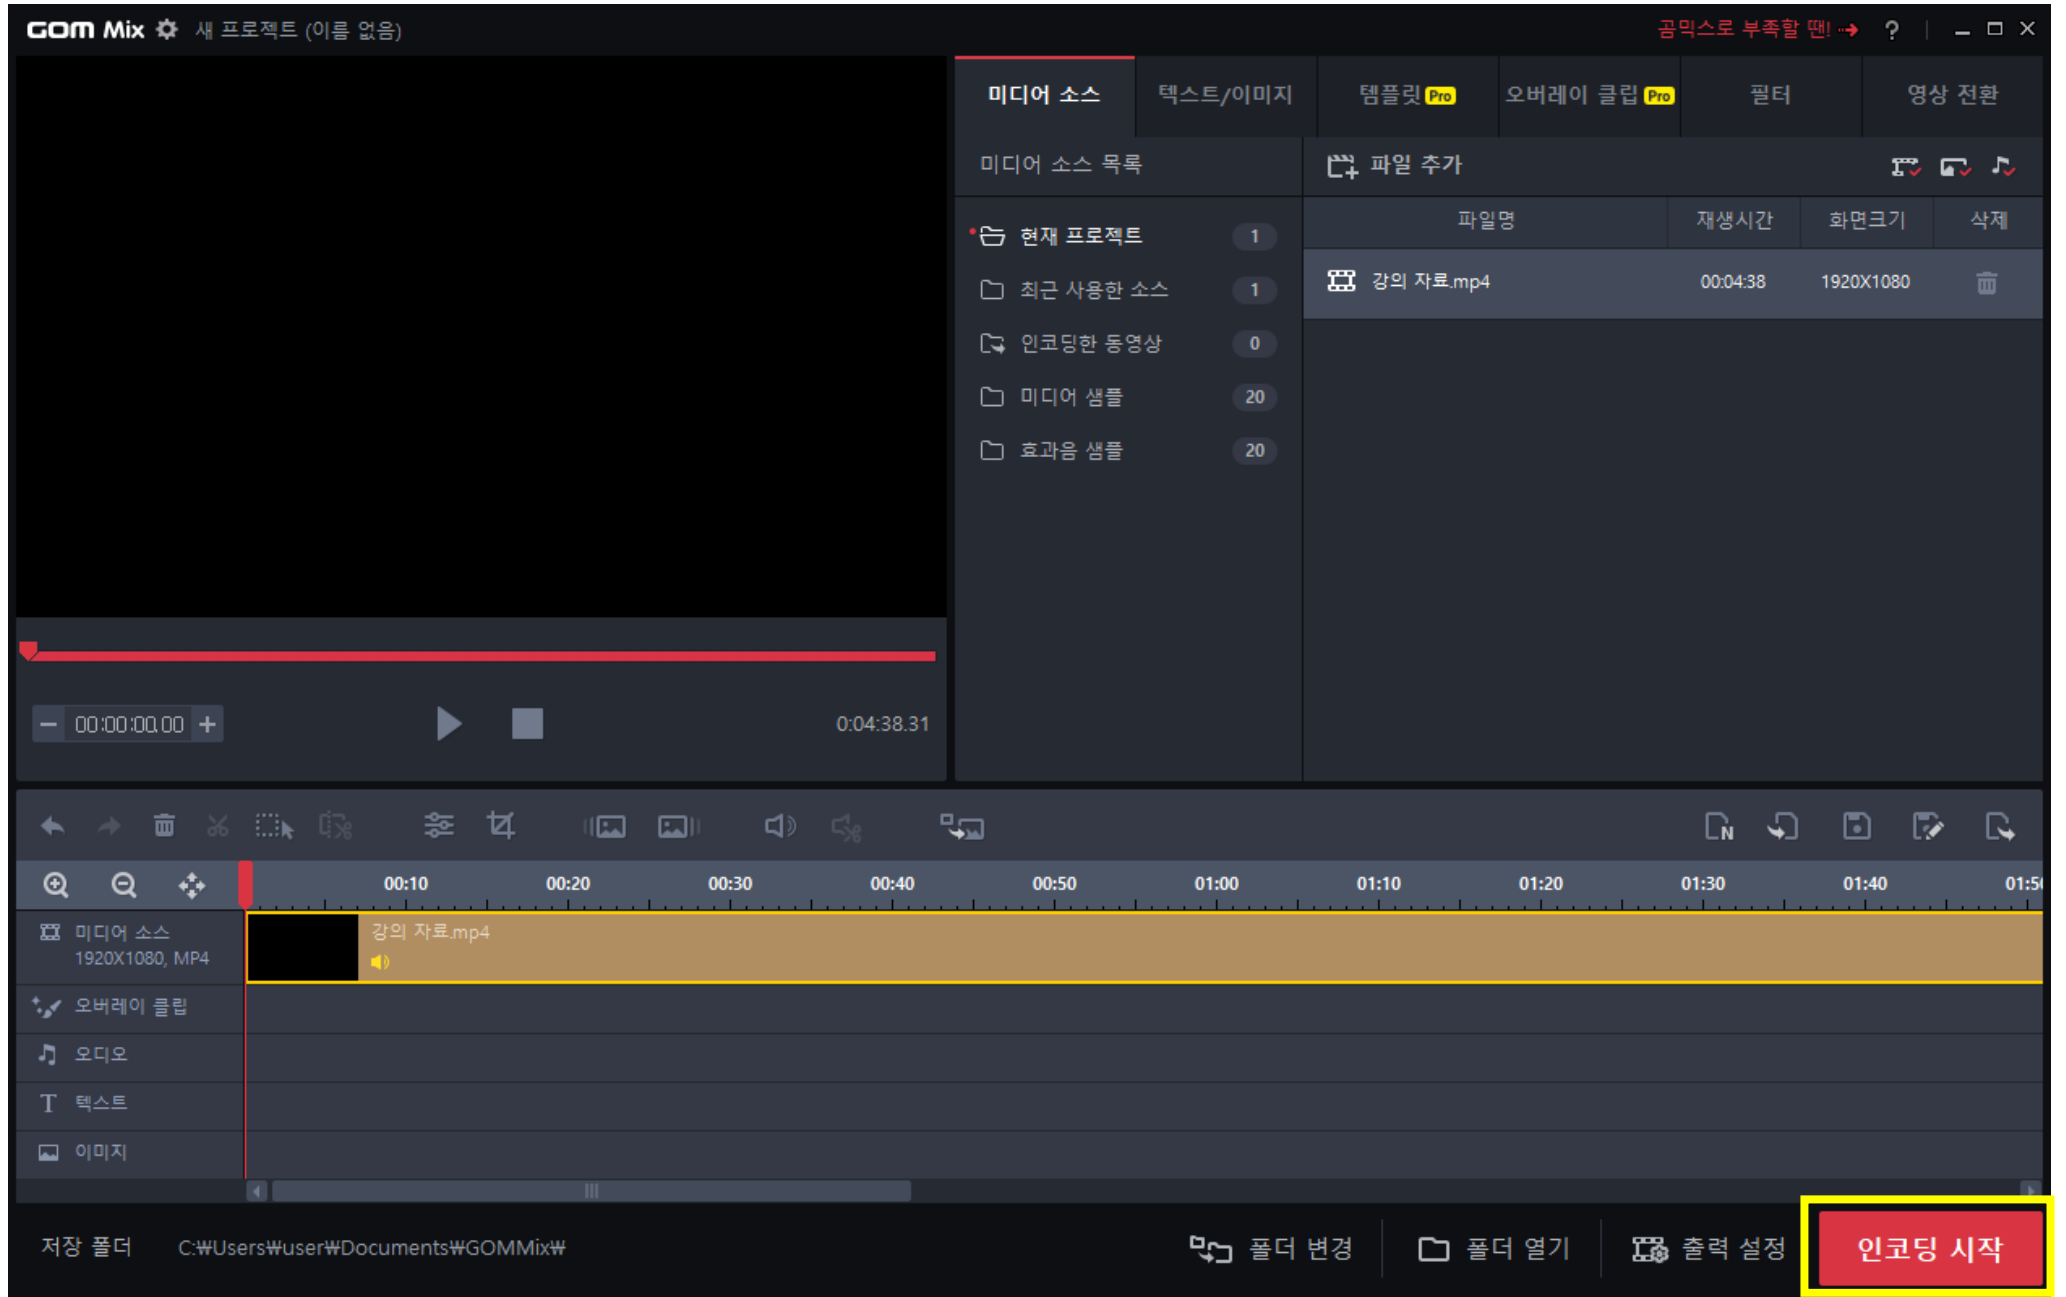 GOM Mix 새 프로젝트 (이름 없음)
곰믹스로 부족할 땐! ?
미디어 소스 텍스트/이미지 템플릿 Pro 오버레이 클립 Pro 필터 영상 전환
미디어 소스 목록
파일 추가
현재 프로젝트 1
최근 사용한 소스 1
인코딩한 동영상 0
미디어 샘플 20
효과음 샘플 20
파일명 재생시간 화면크기 삭제
강의 자료.mp4 00:04:38 1920X1080
00:00:00.00 0:04:38.31
N
00:10 00:20 00:30 00:40 00:50 01:00 01:10 01:20 01:30 01:40
미디어 소스
1920X1080, MP4
강의 자료.mp4
오버레이 클립
오디오
T 텍스트
이미지
저장 폴더 C:₩Users₩user₩Documents₩GOMMix₩
폴더 변경 폴더 열기 출력 설정 인코딩 시작